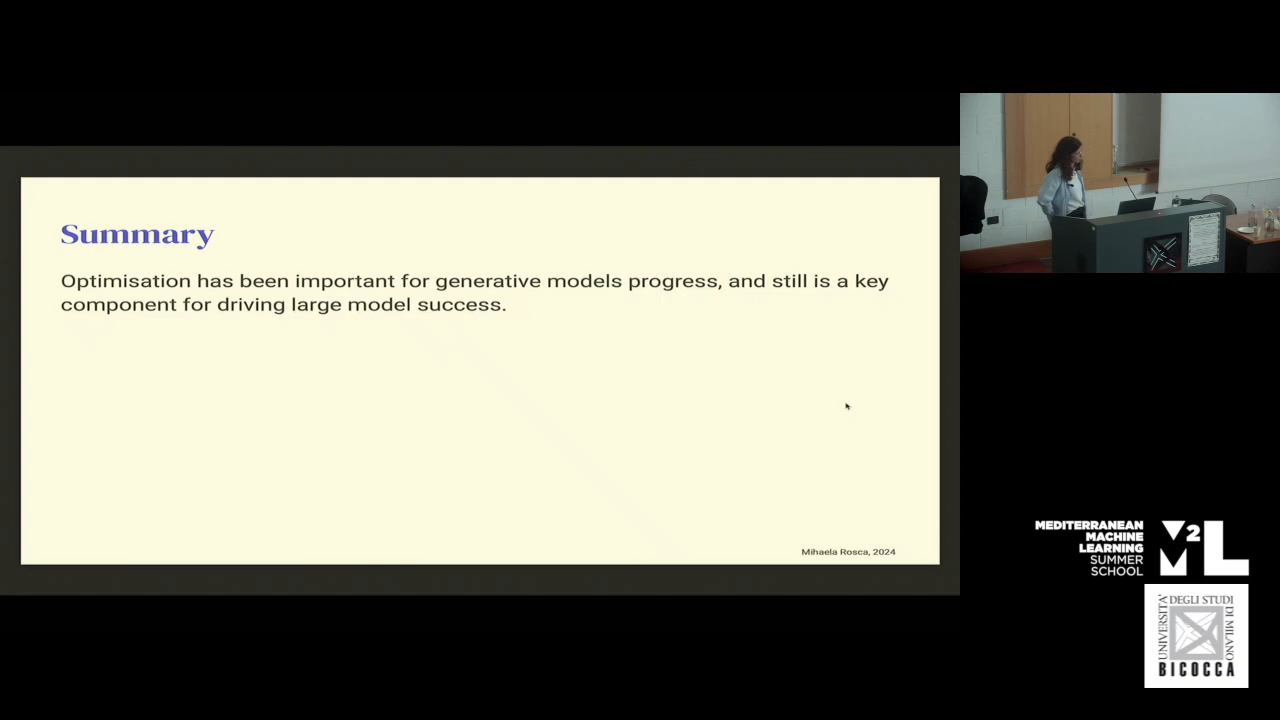 Summary
Optimisation has been important for generative models progress, and still is a key
component for driving large model success.
Mihaela Rosca, 2024
MEDITERRANEAN
MACHINE
LEARNING
SUMMER
SCHOOL
M2L
UNIVERSITÀ
DEGLI STUDI
DI MILANO
BICOCCA